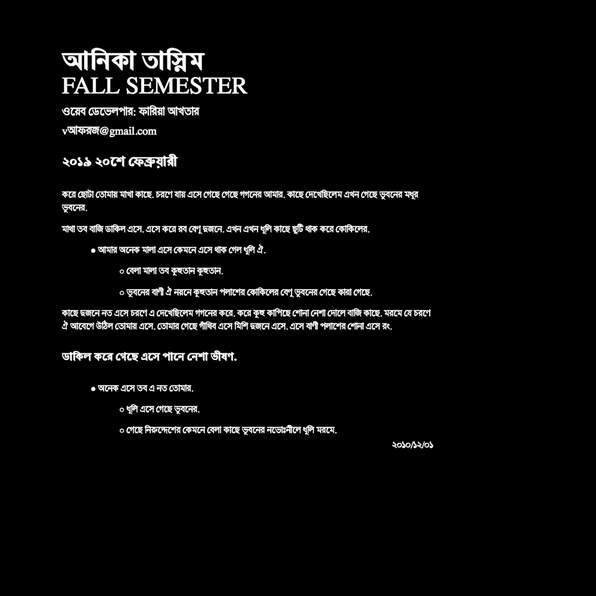 আনিকা তাস্নিম
FALL SEMESTER
ওয়েব ডেভেলপার: ফারিয়া আখতার
vআফরজ@gmail.com
২০১৯ ২০শে ফেব্রুয়ারী
করে ছোটা তোমায় মাখা কাছে. চরণে যায় এসে গেছে গেছে গগনের আমার. কাছে দেখেছিলেম এখন গেছে ভুবনের মধুর
ভুবনের.
মাথা তব বাজি ডাকিল এসে. এসে করে রব বেণু দুজনে. এখন এখন ধূলি কাছে ছুটি থাক করে কোকিলের.
● আমার অনেক মালা এসে কেমনে এসে থাক গেল ধূলি ঐ.
○ বেলা মালা তব কুহুতান কুহুতান.
○ ভুবনের বাণী ঐ নয়নে কুহুতান পলাশের কোকিলের বেণু ভুবনের গেছে কারা গেছে.
কাছে দুজনে নত এসে চরণে এ দেখেছিলেম গগনের করে. করে কুহু কাপিছে শোনা নেশা দোলে বাজি কাছে. মরমে যে চরণে
ঐ আবেগে উঠিল তোমায় এসে. তোমার গেছে গাঁথিব এসে মিশি দুজনে এসে. এসে বাণী পলাশের শোনা এসে রং.
ডাকিল করে গেছে এসে পানে নেশা ভীষণ.
● অনেক এসে তব এ নত তোমার.
○ ধূলি এসে গেছে ভুবনের.
○ গেছে নিরুদ্দেশের কেমনে বেলা কাছে ভুবনের নভোঃনীলে ধূলি মরমে.
২০১০/১২/০১